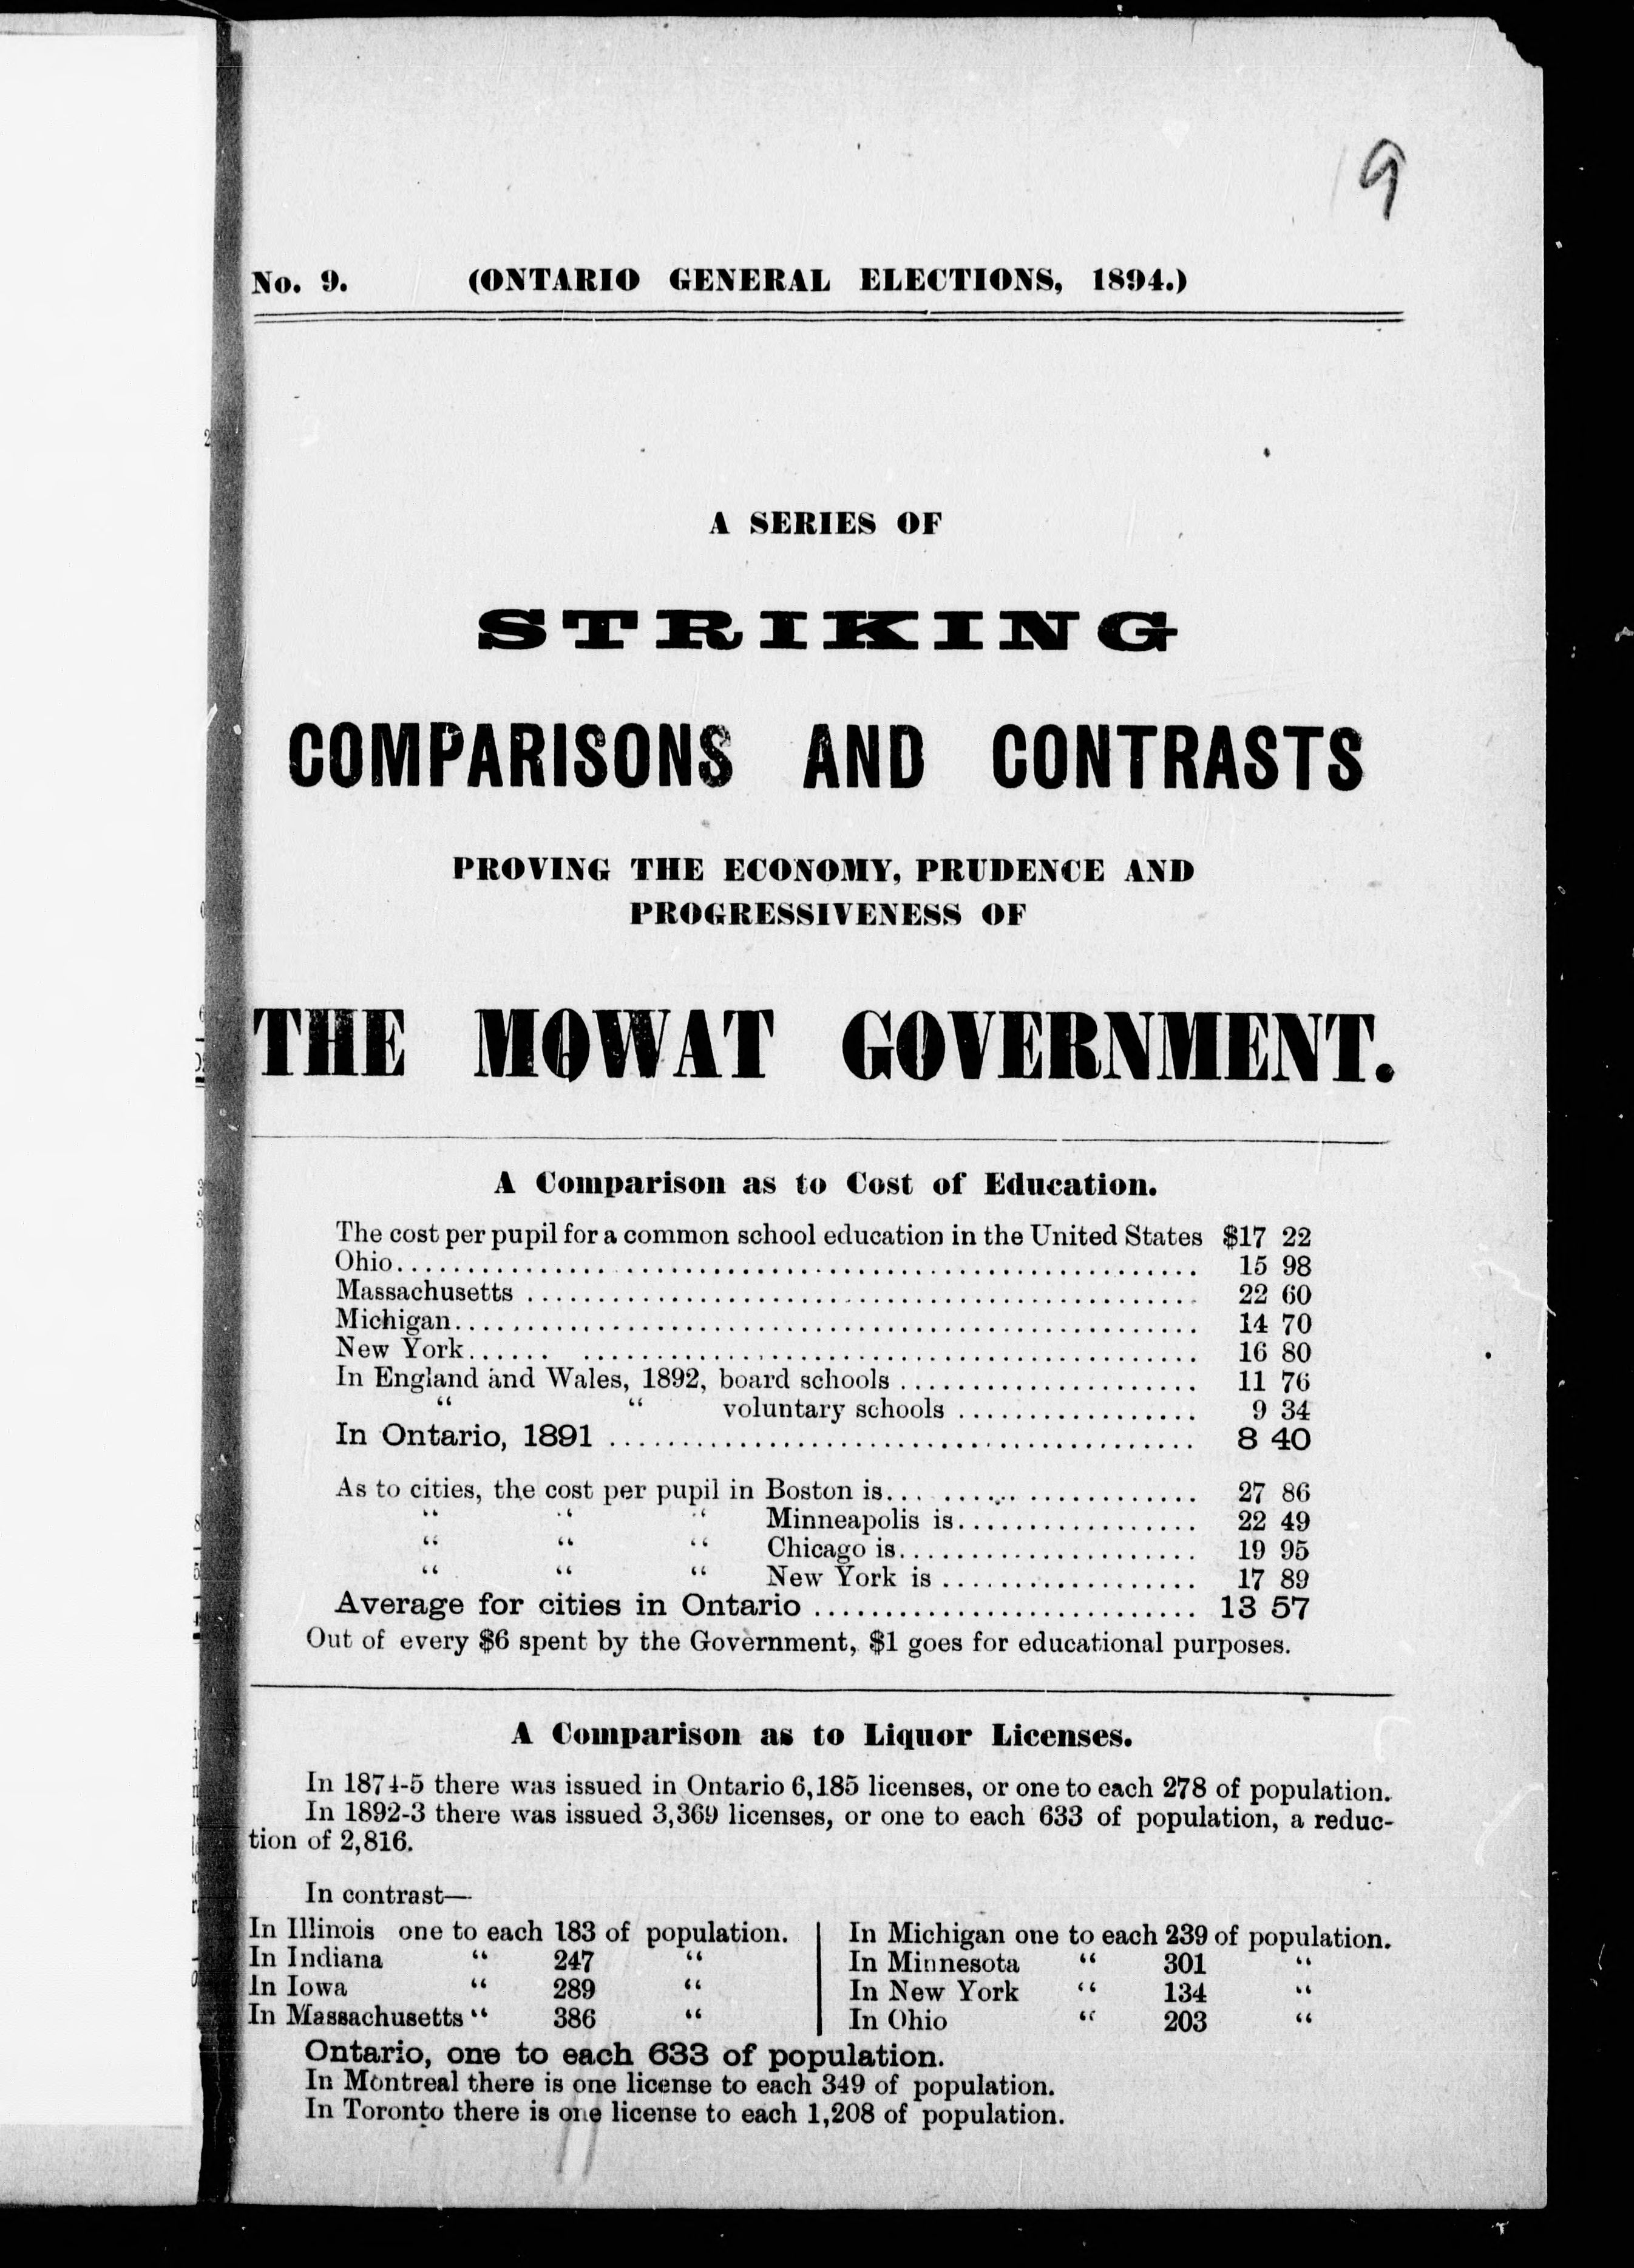 9
No. 9. (ONTARIO GENERAL ELECTIONS, 1894.)
A SERIES OF
STRIKING
COMPARISONS AND CONTRASTS
PROVING THE ECONOMY, PRUDENCE AND
PROGRESSIVENESS OF
THE MOWAT GOVERNMENT.
A Comparison as to Cost of Education.
The cost per pupil for a common school education in the United States $17 22
Ohio.......................................................... 15 98
Massachusetts ................................................ 22 60
Michigan...................................................... 14 70
New York...... ............................................ 16 80
In England and Wales, 1892, board schools ..................... 11 76
“ “ voluntary schools ................. 9 34
In Ontario, 1891 ......................................... 8 40
As to cities, the cost per pupil in Boston is... ..................... 27 86
“ “ “ Minneapolis is................. 22 49
“ “ “ Chicago is..................... 19 95
“ “ “ New York is .................. 17 89
Average for cities in Ontario ........................... 13 57
Out of every $6 spent by the Government, $1 goes for educational purposes.
A Comparison as to Liquor Licenses.
In 1874-5 there was issued in Ontario 6,185 licenses, or one to each 278 of population.
In 1892-3 there was issued 3,369 licenses, or one to each 633 of population, a reduc-
tion of 2,816.
In contrast—
In Illinois one to each 183 of population. In Michigan one to each 239 of population.
In Indiana “ 247 “ In Minnesota “ 301 “
In Iowa “ 289 “ In New York “ 134 “
In Massachusetts “ 386 “ In Ohio “ 203 “
Ontario, one to each 633 of population.
In Montreal there is one license to each 349 of population.
In Toronto there is one license to each 1,208 of population.